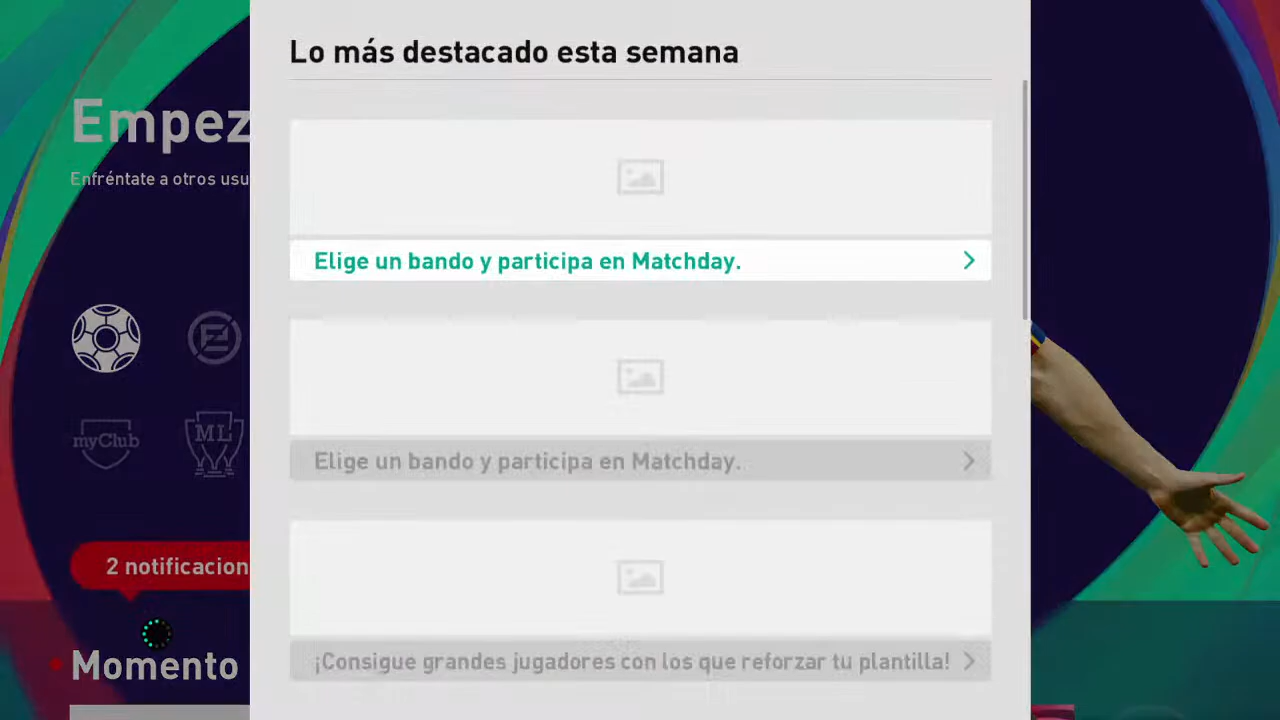 Lo más destacado esta semana
Empez
Enfréntate a otros usu
Elige un bando y participa en Matchday.
myClub
ML
Elige un bando y participa en Matchday.
2 notificacion
Momento
¡Consigue grandes jugadores con los que reforzar tu plantilla!